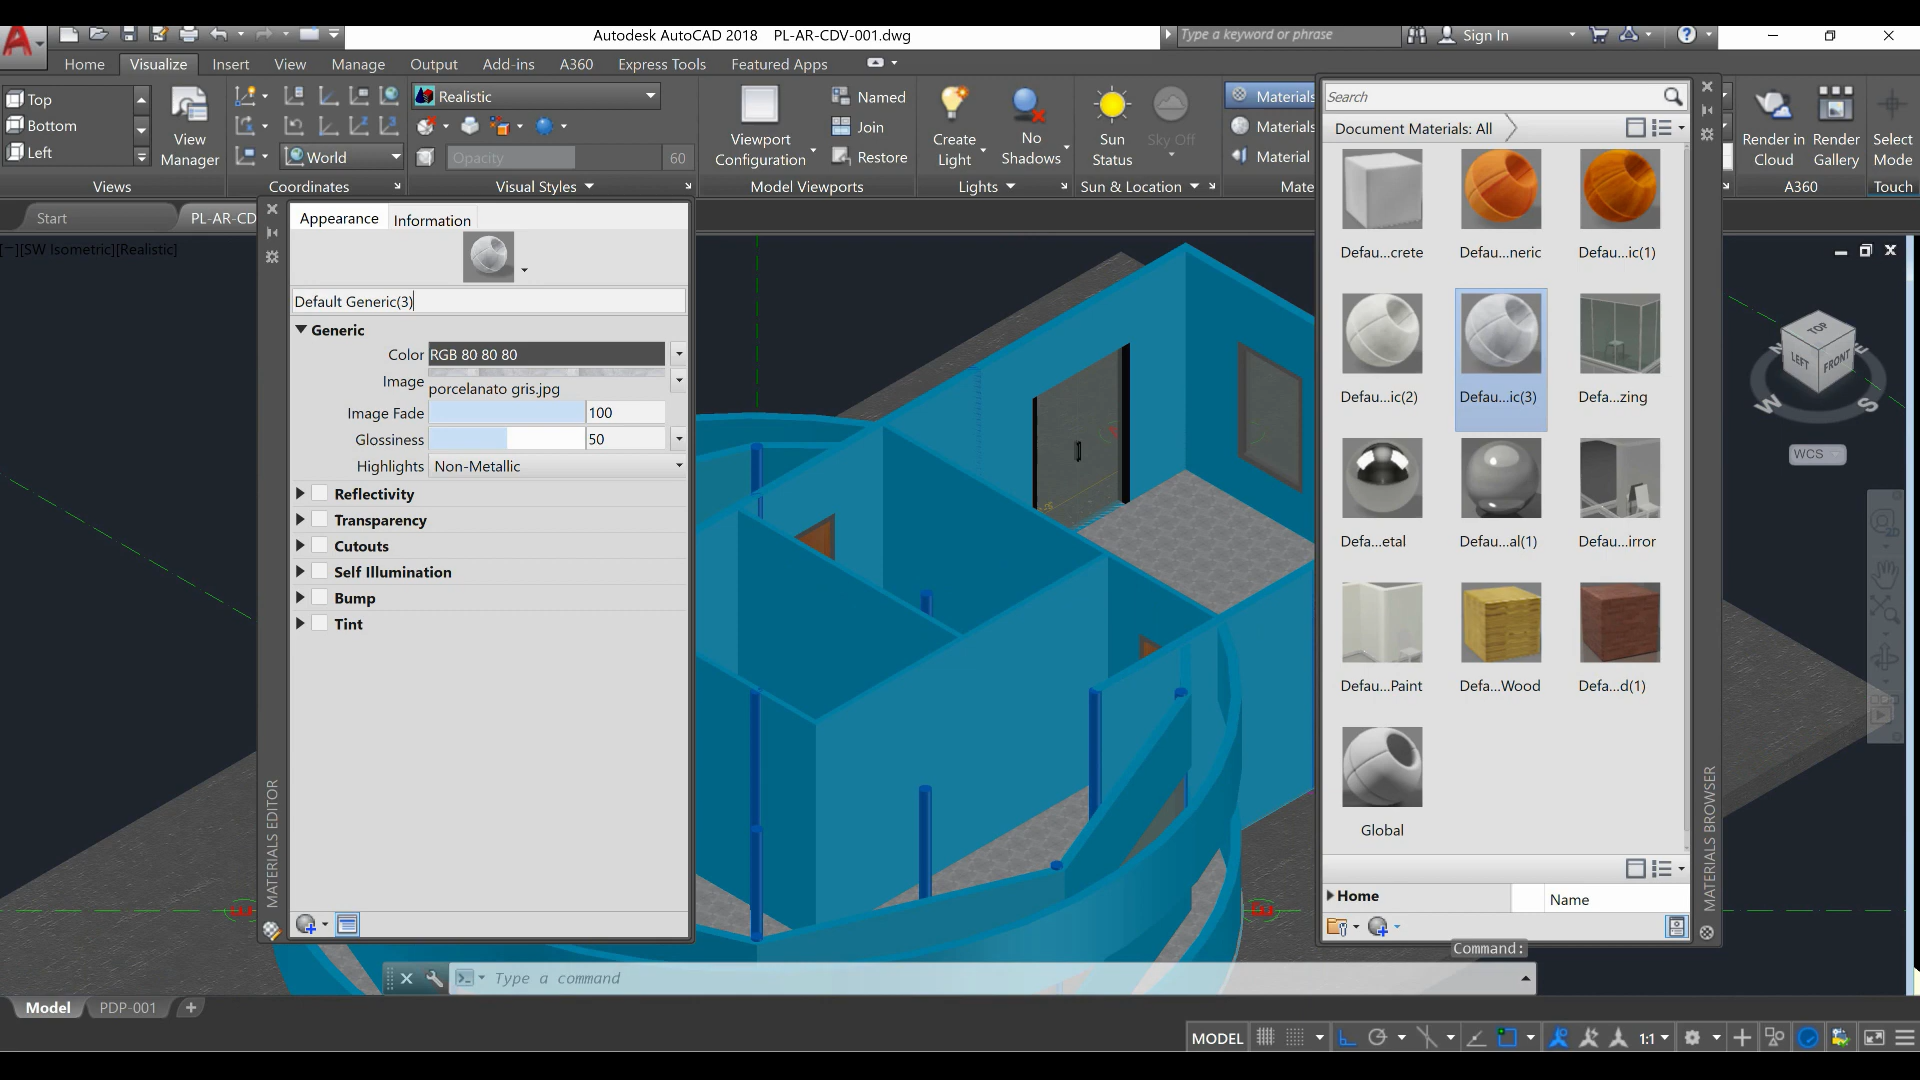 Autodesk AutoCAD 2018 PL-AR-CDV-001.dwg
Type a keyword or phrase
Sign In
Home Visualize Insert View Manage Output Add-ins A360 Express Tools Featured Apps
Top
Bottom
Left
View
Manager
World
Realistic
Opacity 60
Viewport
Configuration
Named
Join
Restore
Create
Light
No
Shadows
Sun
Status
Sky Off
Materials
Materials
Material
Render in
Cloud
Render
Gallery
Select
Mode
Views
Coordinates
Visual Styles
Model Viewports
Lights
Sun & Location
Mate
A360
Touch
Start
PL-AR-CD
[−][SW Isometric][Realistic]
Appearance Information
Default Generic(3)
Generic
Color RGB 80 80 80
Image
porcelanato gris.jpg
Image Fade 100
Glossiness 50
Highlights Non-Metallic
Reflectivity
Transparency
Cutouts
Self Illumination
Bump
Tint
MATERIALS EDITOR
Search
Document Materials: All
Defau...crete Defau...neric Defau...ic(1)
Defau...ic(2) Defau...ic(3) Defa...zing
Defa...etal Defau...al(1) Defau...irror
Defau...Paint Defa...Wood Defa...d(1)
Global
Home
Name
MATERIALS BROWSER
TOP
LEFT
FRONT
N
W
S
WCS
2D
Command:
Type a command
Model PDP-001
MODEL
1:1